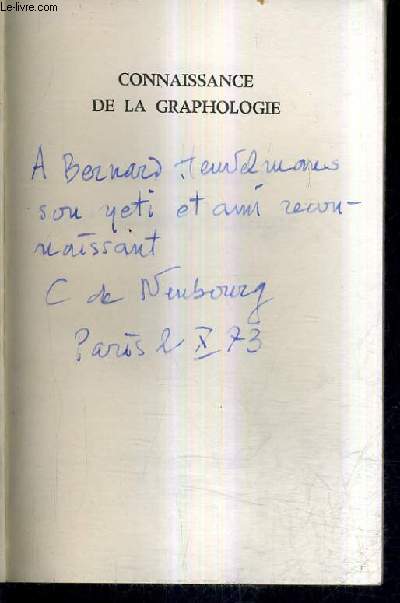 Le-livre.com
CONNAISSANCE
DE LA GRAPHOLOGIE
A Bernard Heuvelmans
son yeti et ami recon-
naissant
C de Neubourg
Paris 2 X 73